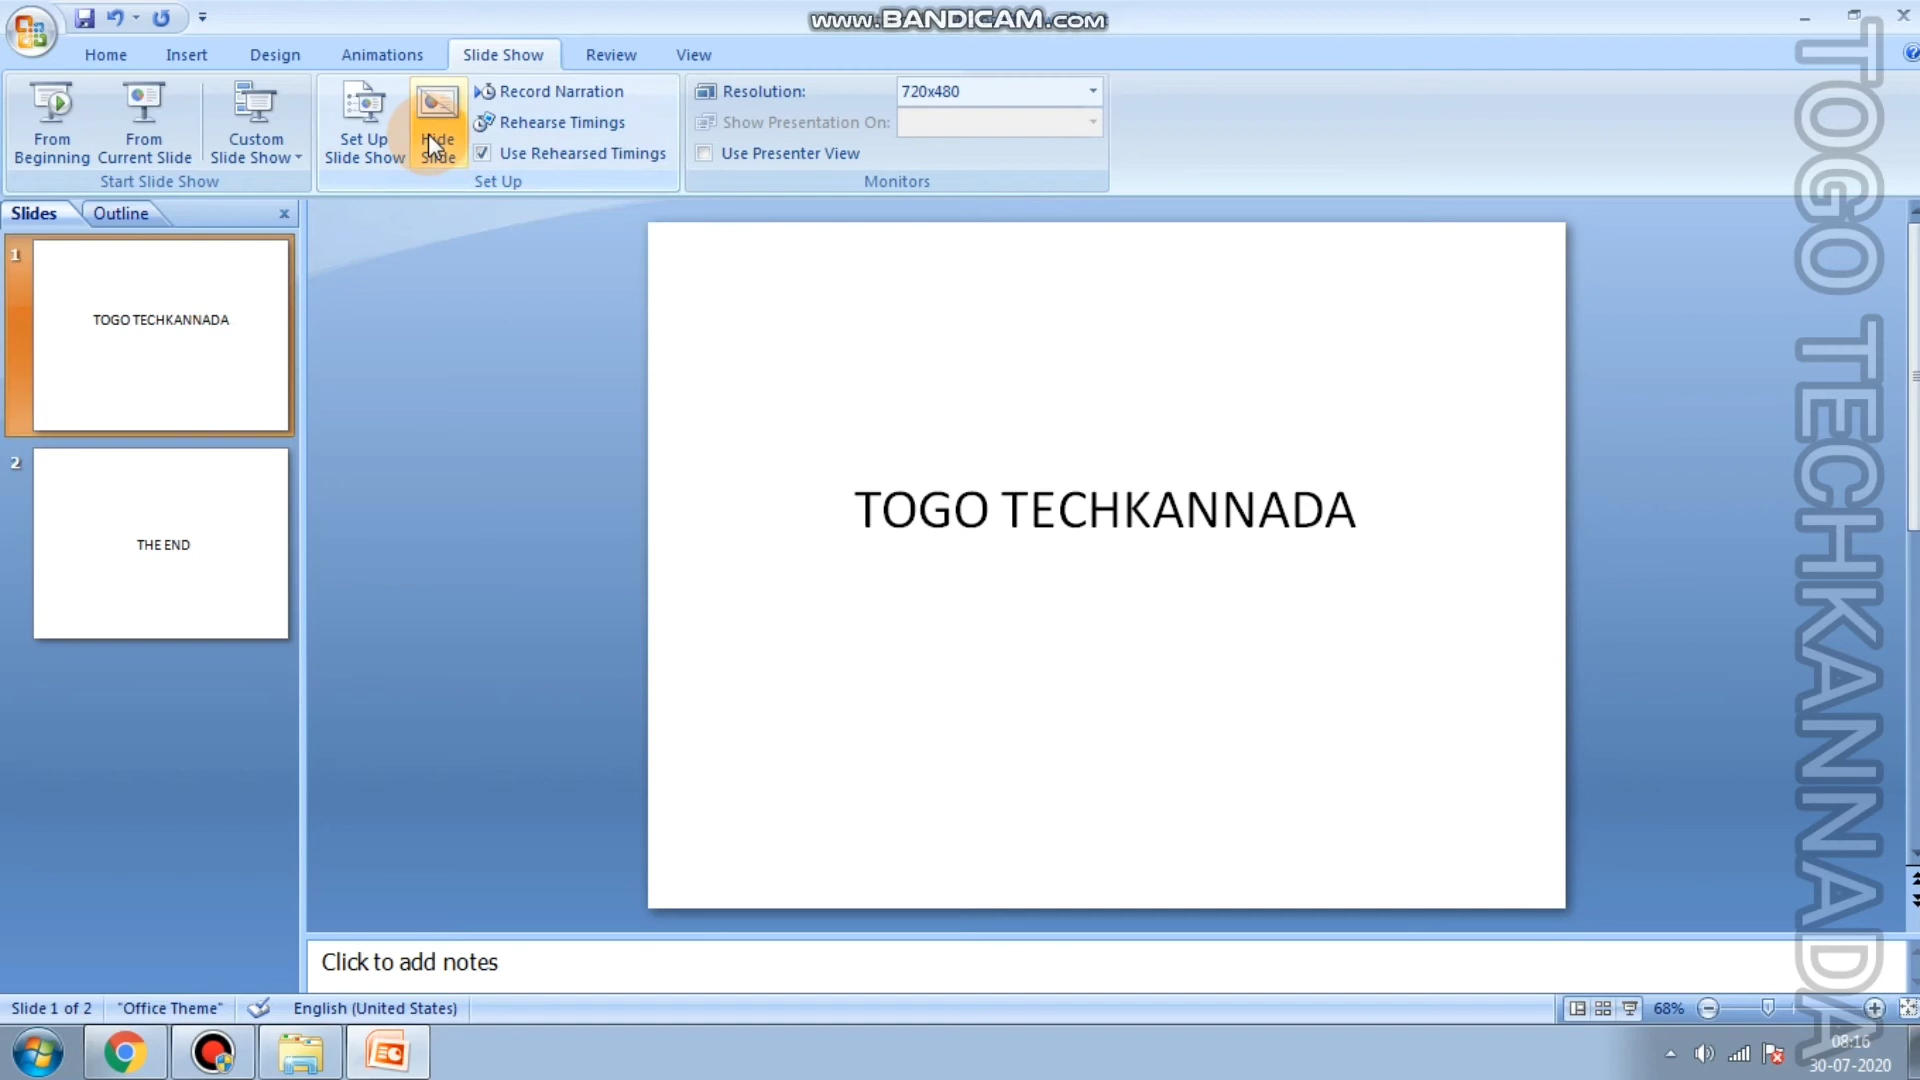 www.BANDICAM.com
Home Insert Design Animations Slide Show Review View
From Beginning
From Current Slide
Custom Slide Show
Start Slide Show
Set Up Slide Show
Hide Slide
Record Narration
Rehearse Timings
Use Rehearsed Timings
Set Up
Resolution: 720x480
Show Presentation On:
Use Presenter View
Monitors
Slides Outline
1
TOGO TECHKANNADA
2
THE END
TOGO TECHKANNADA
Click to add notes
Slide 1 of 2 "Office Theme" English (United States) 68%
08:16
30-07-2020
TOGO TECHKANNADA